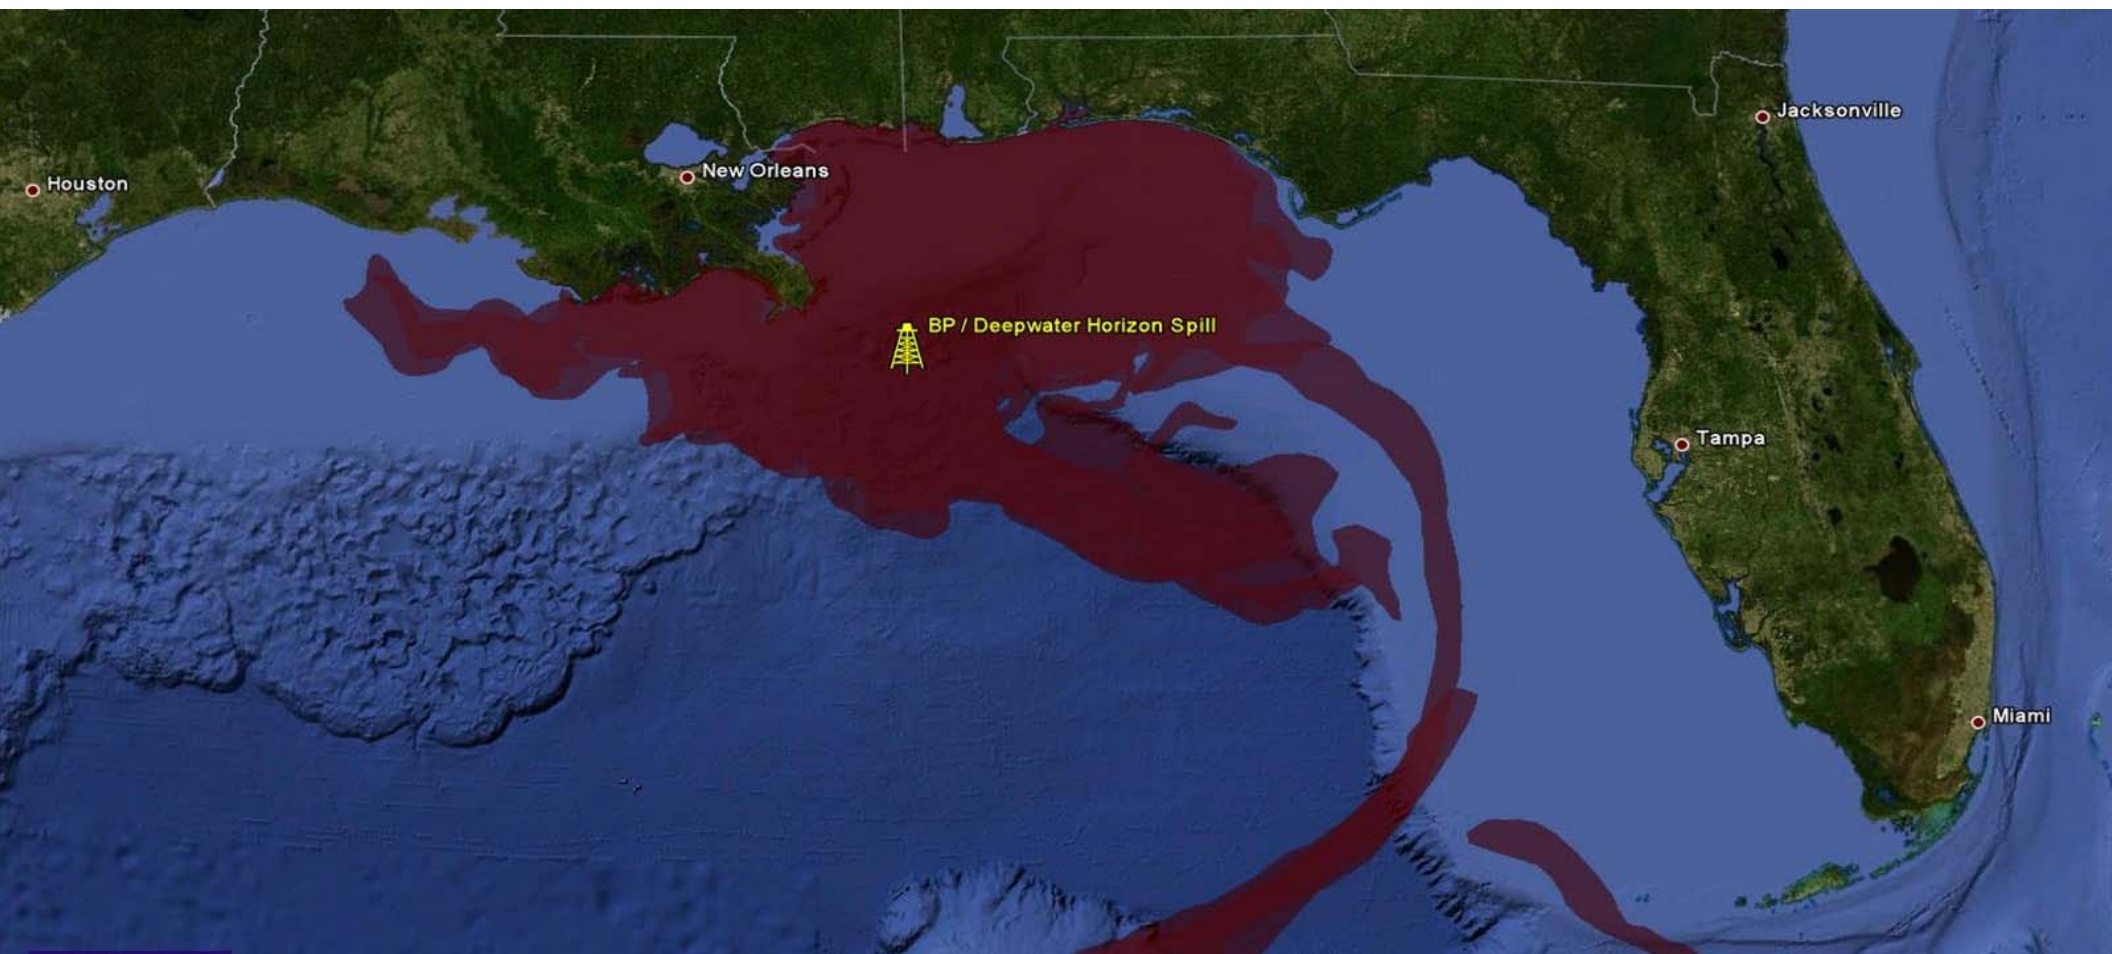 Jacksonville
New Orleans
Houston
BP / Deepwater Horizon Spill
Tampa
Miami